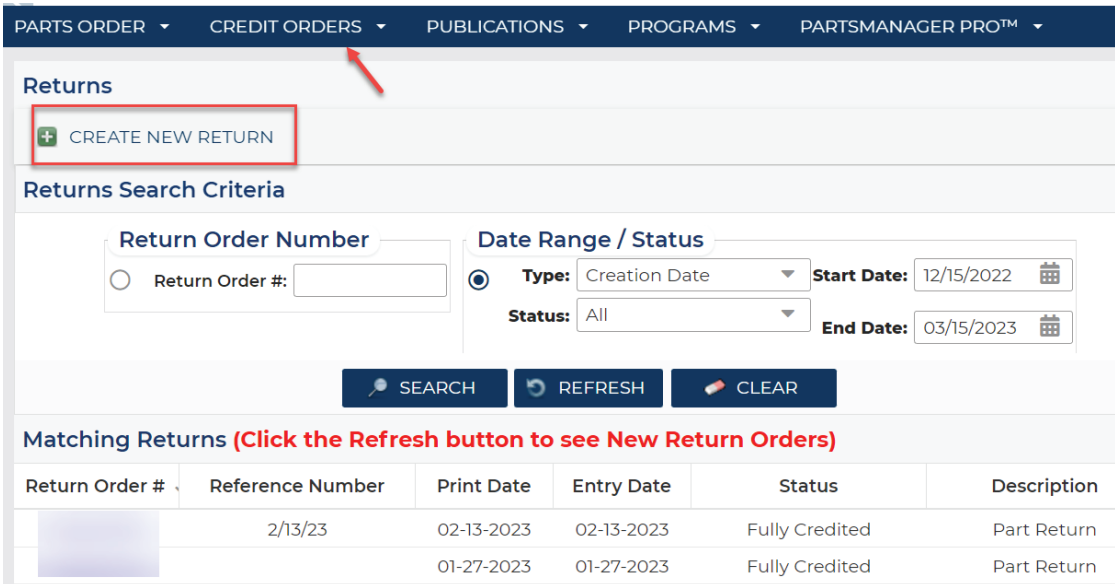 PARTS ORDER CREDIT ORDERS PUBLICATIONS PROGRAMS PARTSMANAGER PRO™
Returns
CREATE NEW RETURN
Returns Search Criteria
Return Order Number Date Range / Status
Return Order #: Type: Creation Date Start Date: 12/15/2022
Status: All End Date: 03/15/2023
SEARCH REFRESH CLEAR
Matching Returns (Click the Refresh button to see New Return Orders)
Return Order # Reference Number Print Date Entry Date Status Description
2/13/23 02-13-2023 02-13-2023 Fully Credited Part Return
01-27-2023 01-27-2023 Fully Credited Part Return